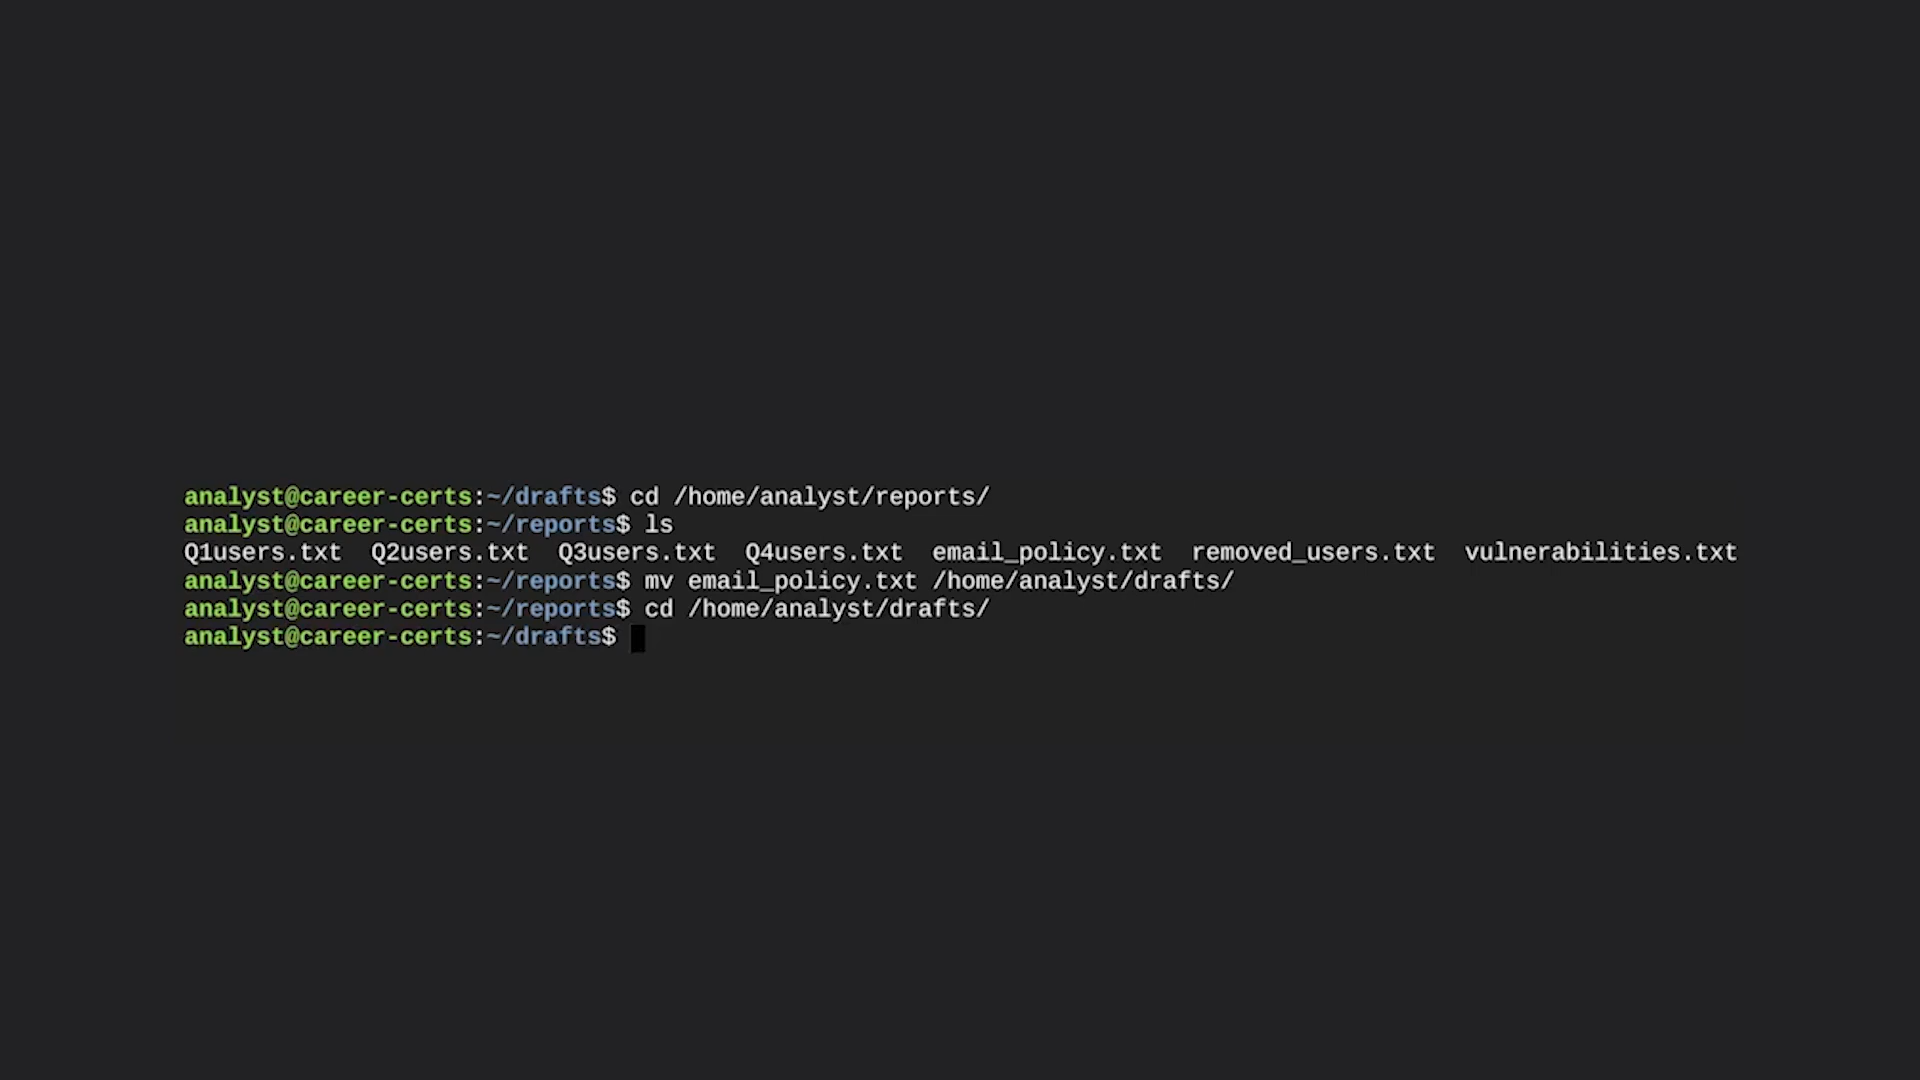 analyst@career-certs:~/drafts$ cd /home/analyst/reports/
analyst@career-certs:~/reports$ ls
Q1users.txt  Q2users.txt  Q3users.txt  Q4users.txt  email_policy.txt  removed_users.txt  vulnerabilities.txt
analyst@career-certs:~/reports$ mv email_policy.txt /home/analyst/drafts/
analyst@career-certs:~/reports$ cd /home/analyst/drafts/
analyst@career-certs:~/drafts$